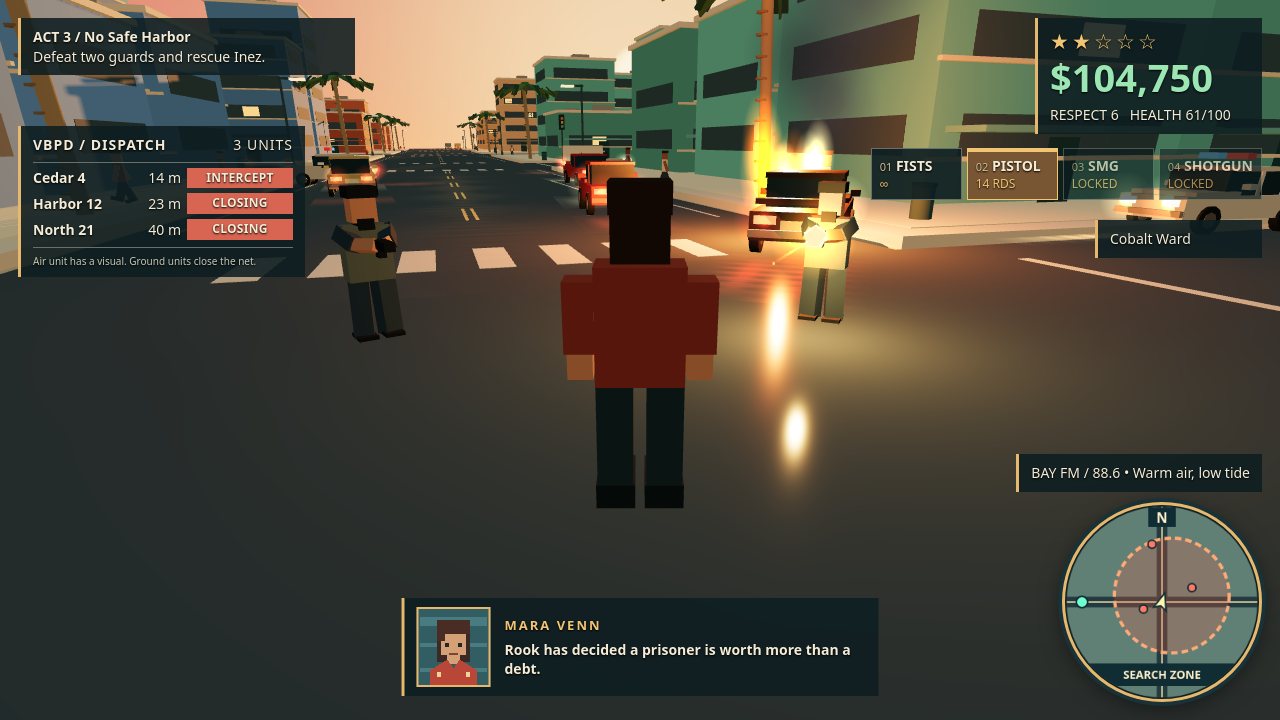 ACT 3 / No Safe Harbor
Defeat two guards and rescue Inez.
VBPD / DISPATCH 3 UNITS
Cedar 4 14 m INTERCEPT
Harbor 12 23 m CLOSING
North 21 40 m CLOSING
Air unit has a visual. Ground units close the net.
★★☆☆☆
$104,750
RESPECT 6 HEALTH 61/100
01 FISTS
∞
02 PISTOL
14 RDS
03 SMG
LOCKED
04 SHOTGUN
LOCKED
Cobalt Ward
BAY FM / 88.6 • Warm air, low tide
N
SEARCH ZONE
MARA VENN
Rook has decided a prisoner is worth more than a
debt.